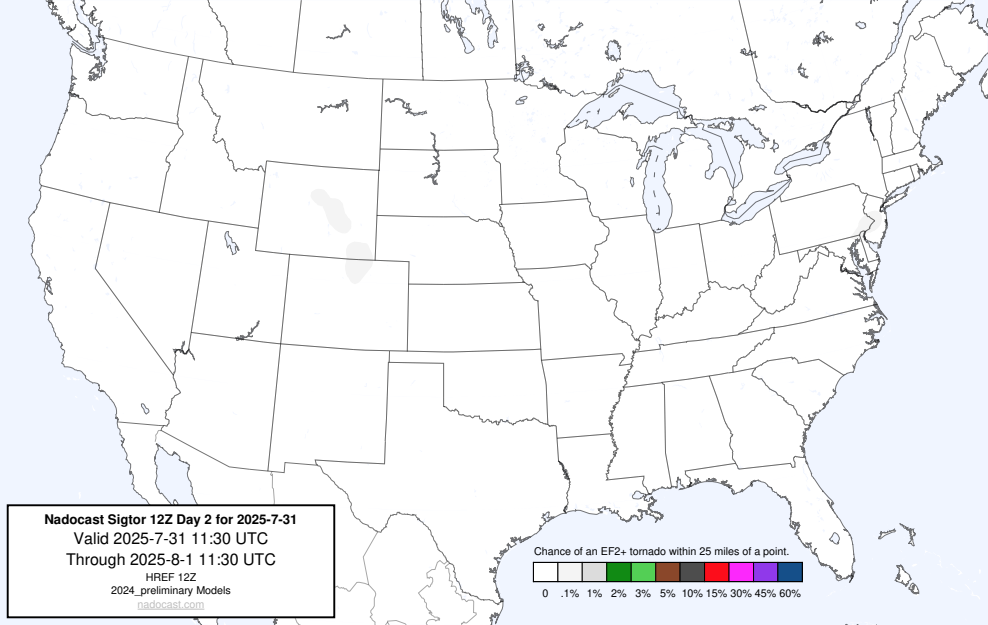 Nadocast Sigtor 12Z Day 2 for 2025-7-31
Valid 2025-7-31 11:30 UTC
Through 2025-8-1 11:30 UTC
HREF 12Z
2024_preliminary Models
nadocast.com
Chance of an EF2+ tornado within 25 miles of a point.
0 .1% 1% 2% 3% 5% 10% 15% 30% 45% 60%